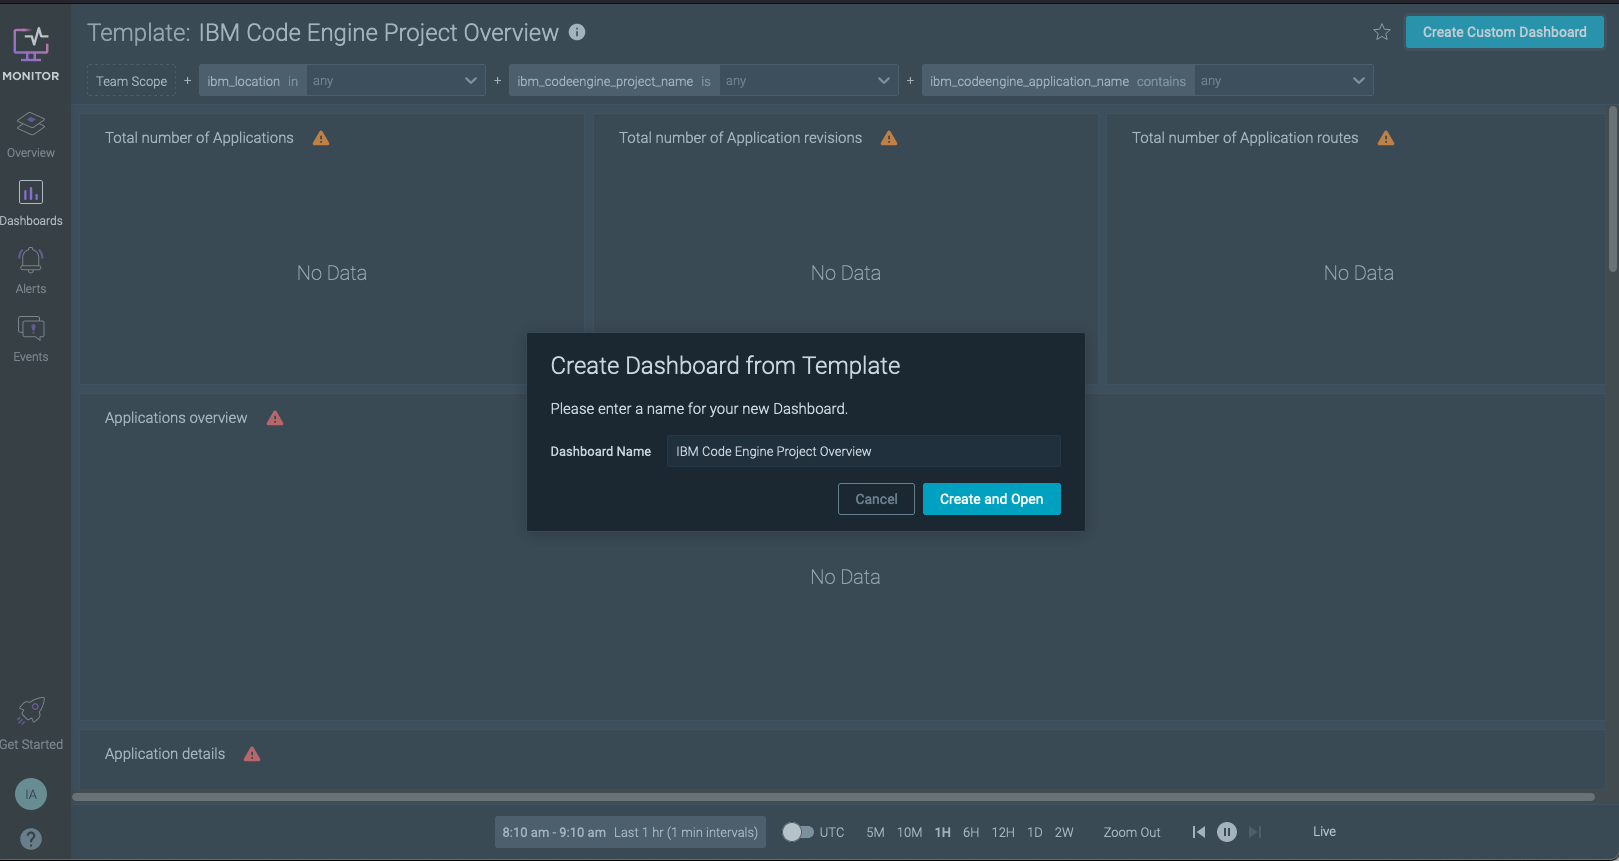 MONITOR
Overview
Dashboards
Alerts
Events
Get Started
IA
?
Template: IBM Code Engine Project Overview
Create Custom Dashboard
Team Scope + ibm_location in any + ibm_codeengine_project_name is any + ibm_codeengine_application_name contains any
Total number of Applications
No Data
Total number of Application revisions
No Data
Total number of Application routes
No Data
Applications overview
No Data
Application details
Create Dashboard from Template
Please enter a name for your new Dashboard.
Dashboard Name IBM Code Engine Project Overview
Cancel Create and Open
8:10 am - 9:10 am Last 1 hr (1 min intervals) UTC 5M 10M 1H 6H 12H 1D 2W Zoom Out Live